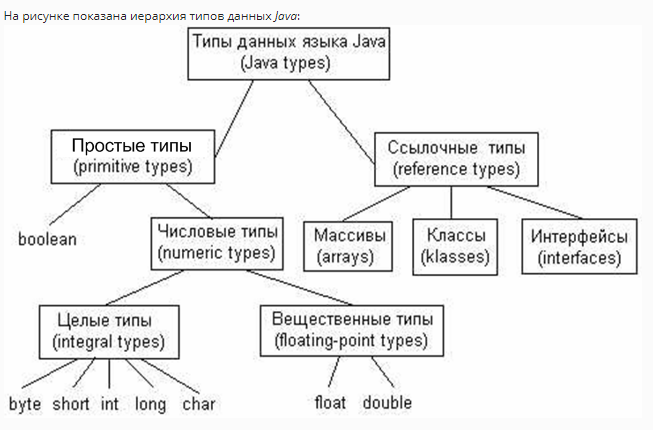 На рисунке показана иерархия типов данных Java:
Типы данных языка Java
(Java types)
Простые типы
(primitive types)
Ссылочные типы
(reference types)
boolean
Числовые типы
(numeric types)
Массивы
(arrays)
Классы
(klasses)
Интерфейсы
(interfaces)
Целые типы
(integral types)
Вещественные типы
(floating-point types)
byte short int long char
float double